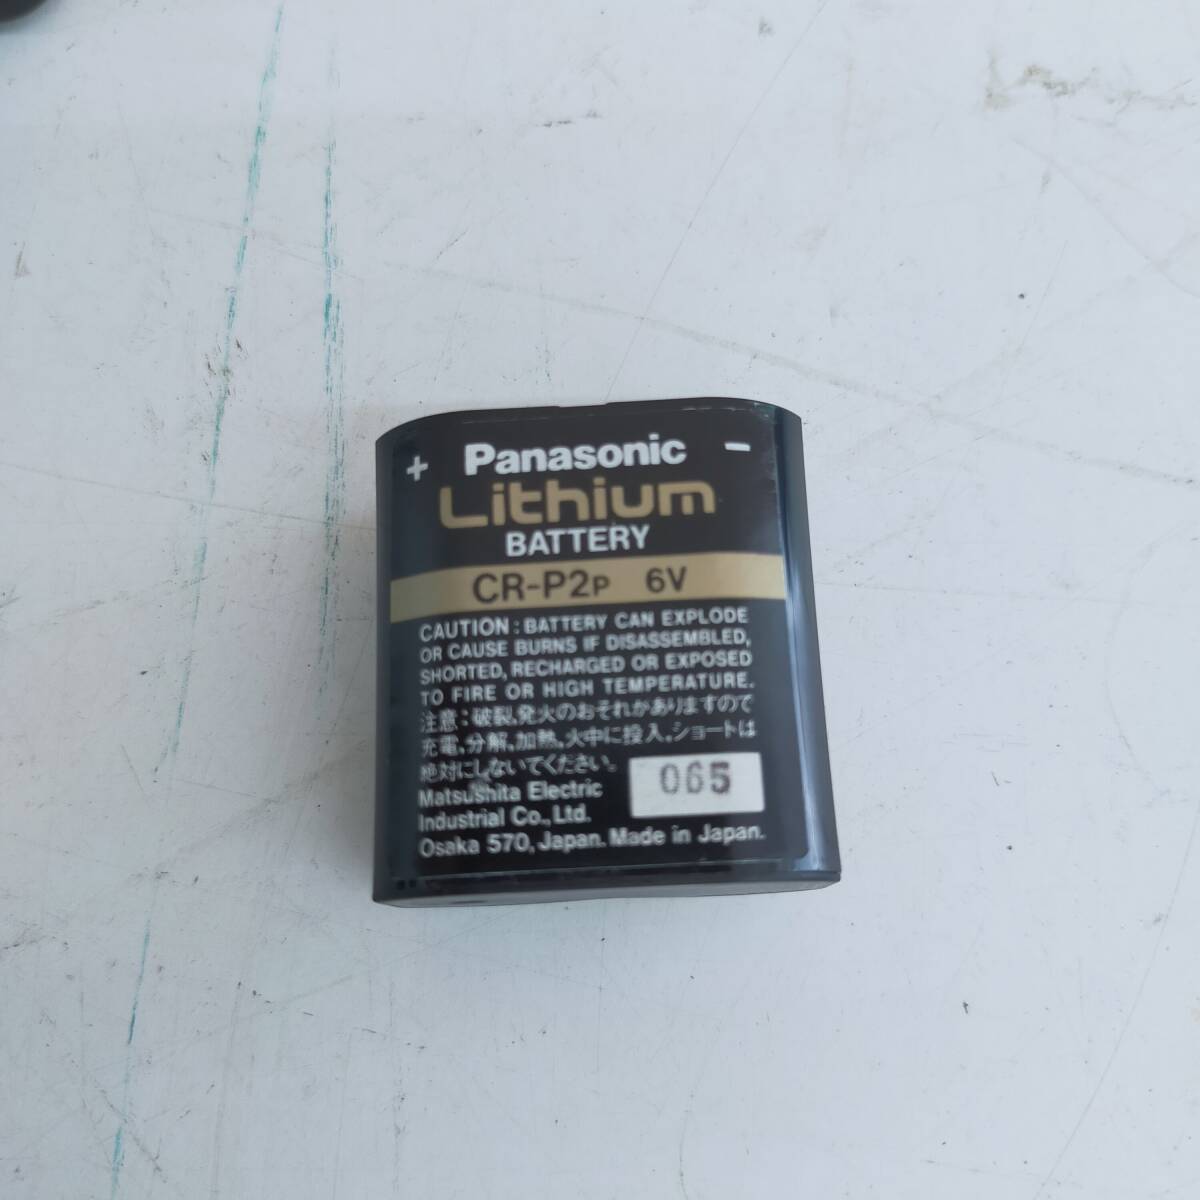 + Panasonic -
Lithium
BATTERY
CR-P2P 6V
CAUTION: BATTERY CAN EXPLODE
OR CAUSE BURNS IF DISASSEMBLED,
SHORTED, RECHARGED OR EXPOSED
TO FIRE OR HIGH TEMPERATURE.
注意:破裂,発火のおそれがありますので
充電,分解,加熱,火中に投入,ショートは
絶対にしないでください。
065
Matsushita Electric
Industrial Co., Ltd.
Osaka 570, Japan. Made in Japan.